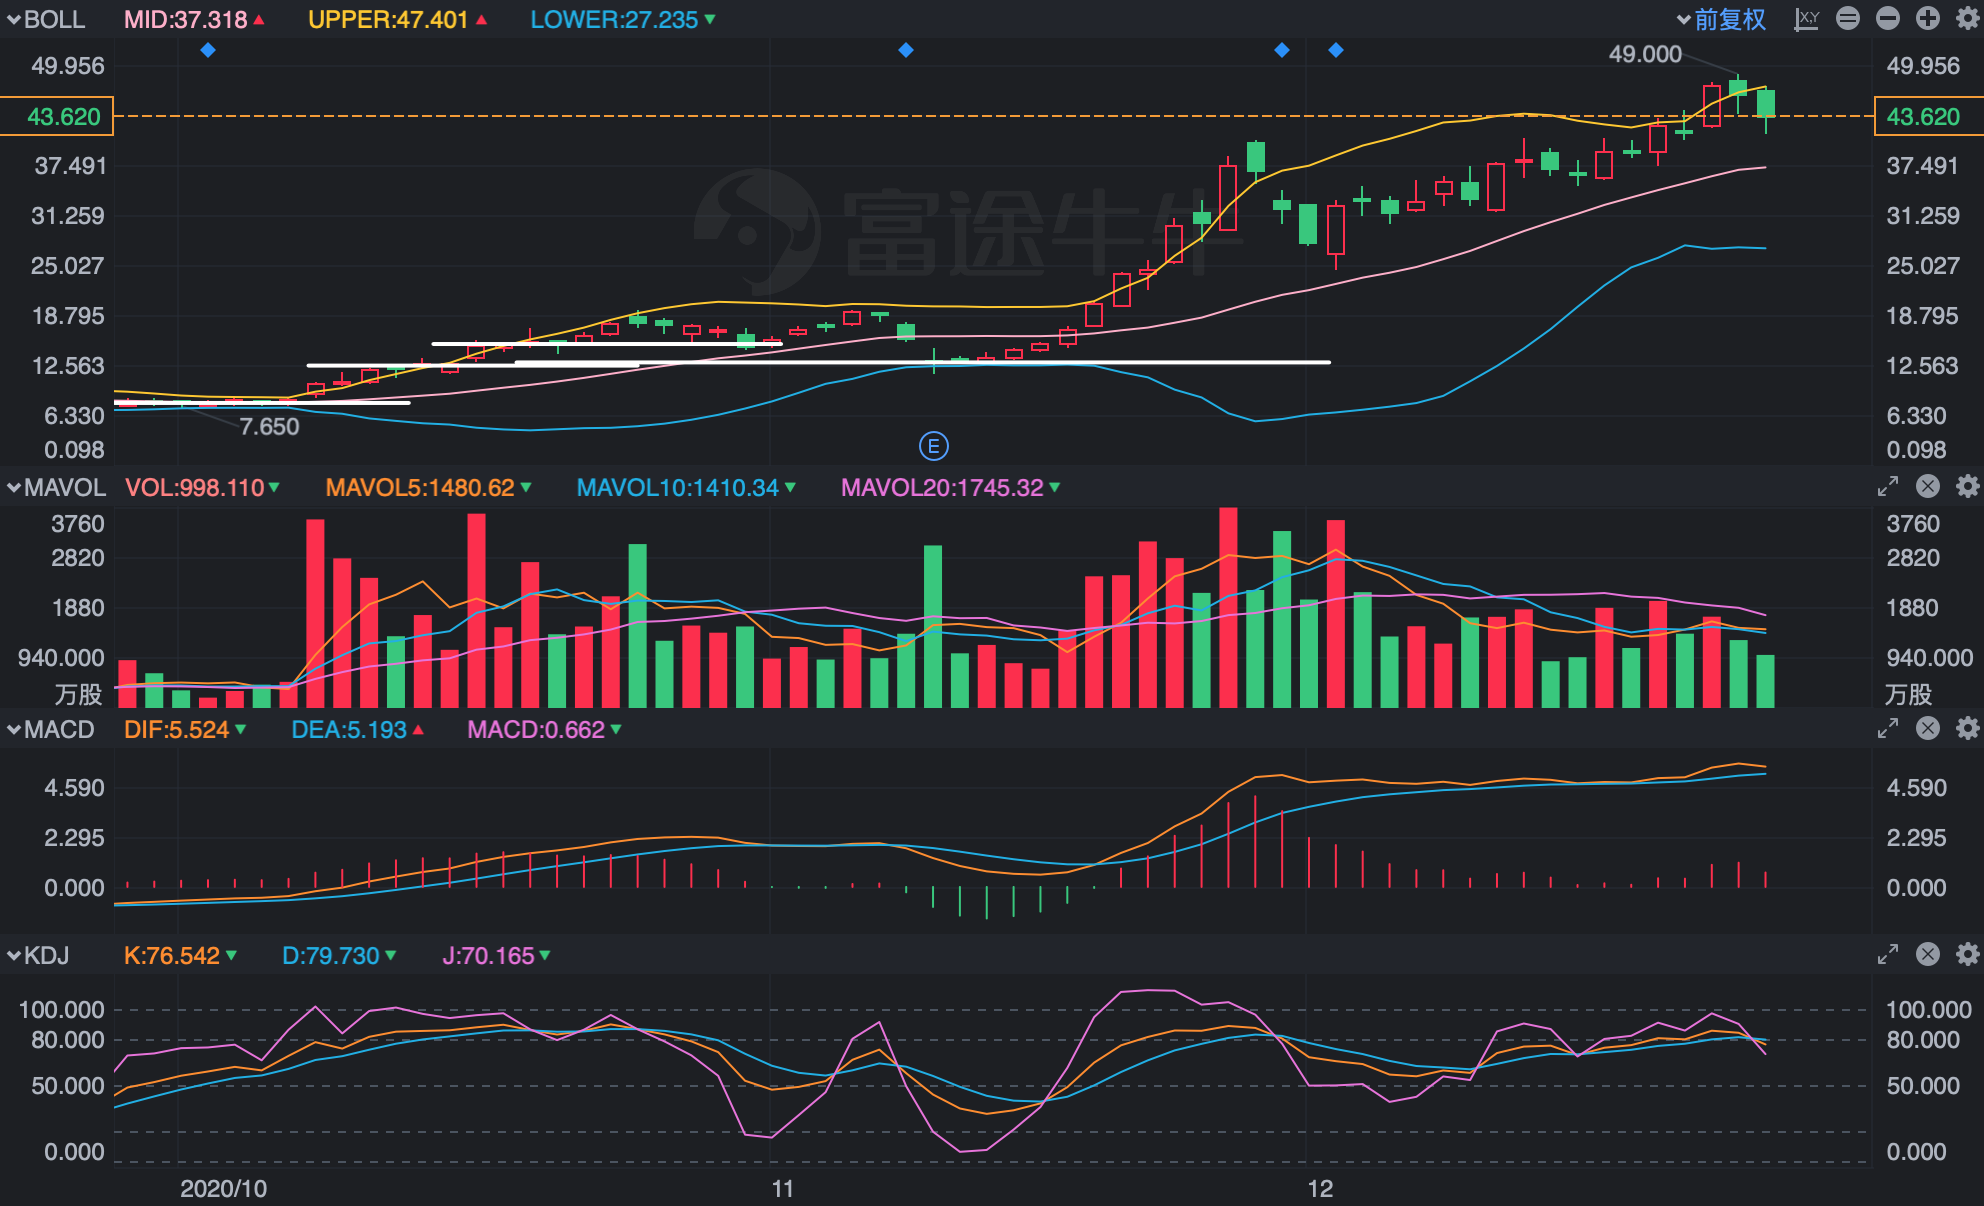 BOLL MID:37.318 UPPER:47.401 LOWER:27.235 前复权 X,Y
49.000
49.956 49.956
43.620 43.620
37.491 37.491
富途牛牛
31.259 31.259
25.027 25.027
18.795 18.795
12.563 12.563
6.330 6.330
7.650
0.098 E 0.098
MAVOL VOL:998.110 MAVOL5:1480.62 MAVOL10:1410.34 MAVOL20:1745.32
3760 3760
2820 2820
1880 1880
940.000 940.000
万股 万股
MACD DIF:5.524 DEA:5.193 MACD:0.662
4.590 4.590
2.295 2.295
0.000 0.000
KDJ K:76.542 D:79.730 J:70.165
100.000 100.000
80.000 80.000
50.000 50.000
0.000 0.000
2020/10 11 12